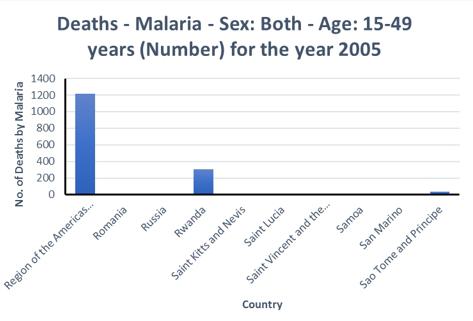 Deaths - Malaria - Sex: Both - Age: 15-49
years (Number) for the year 2005
No. of Deaths by Malaria
1400
1200
1000
800
600
400
200
0
Region of the Americas...
Romania
Russia
Rwanda
Saint Kitts and Nevis
Saint Lucia
Saint Vincent and the...
Samoa
San Marino
Sao Tome and Principe
Country